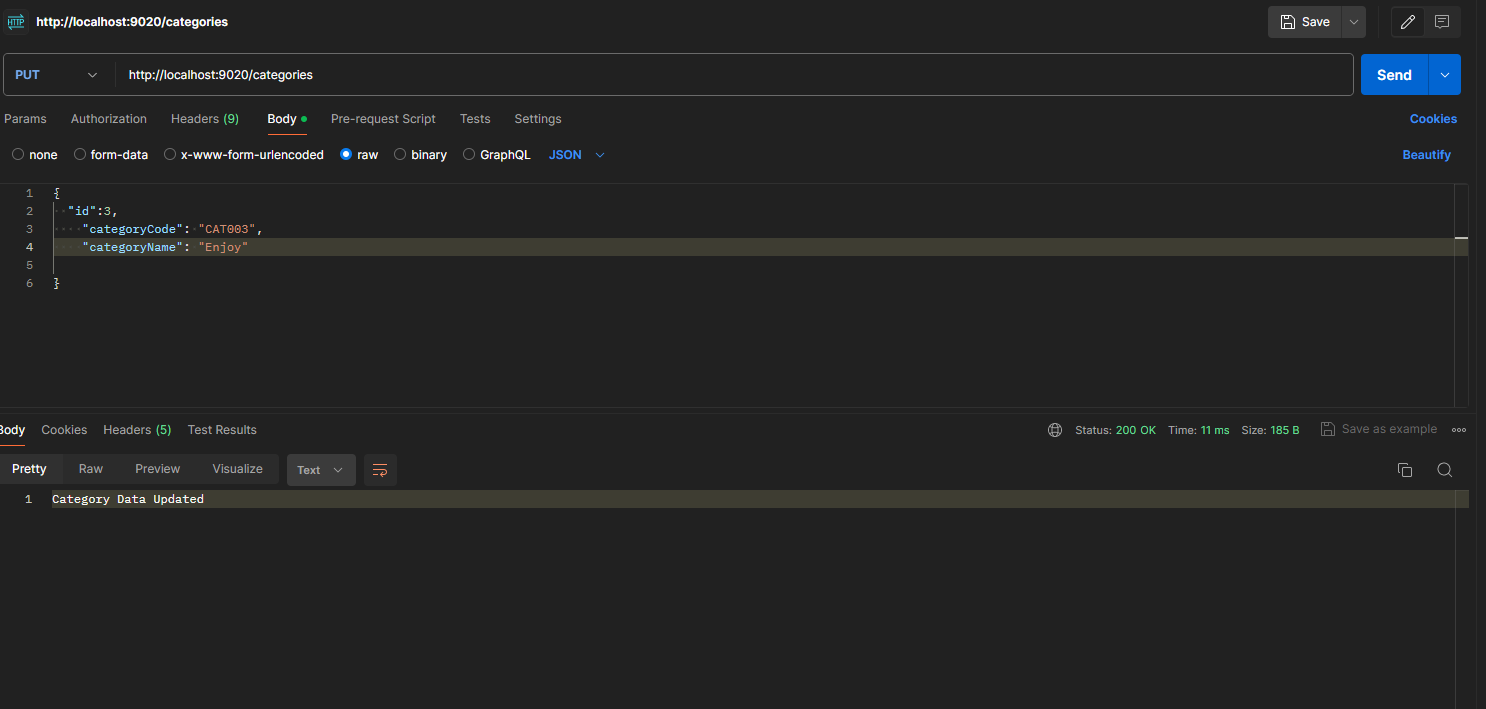 HTTP http://localhost:9020/categories Save
PUT http://localhost:9020/categories Send
Params Authorization Headers (9) Body Pre-request Script Tests Settings Cookies
none form-data x-www-form-urlencoded raw binary GraphQL JSON Beautify
1 {
2 "id":3,
3 "categoryCode": "CAT003",
4 "categoryName": "Enjoy"
5
6 }
Body Cookies Headers (5) Test Results Status: 200 OK Time: 11 ms Size: 185 B Save as example
Pretty Raw Preview Visualize Text
1 Category Data Updated